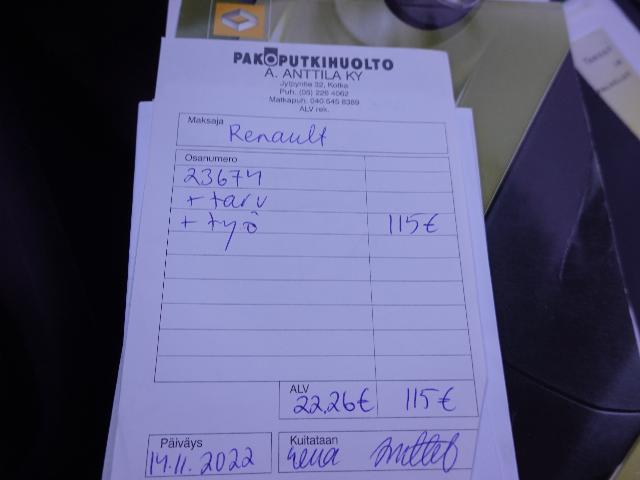 PAKOPUTKIHUOLTO
A. ANTTILA KY
Jylpyntie 32, Kotka
Puh. (05) 226 4062
Matkapuh. 040 545 8389
ALV rek.
Maksaja
Renault
Osanumero
23674
+ tarv
+ työ 115€
ALV
22,26€ 115€
Päiväys
14.11.2022
Kuitataan